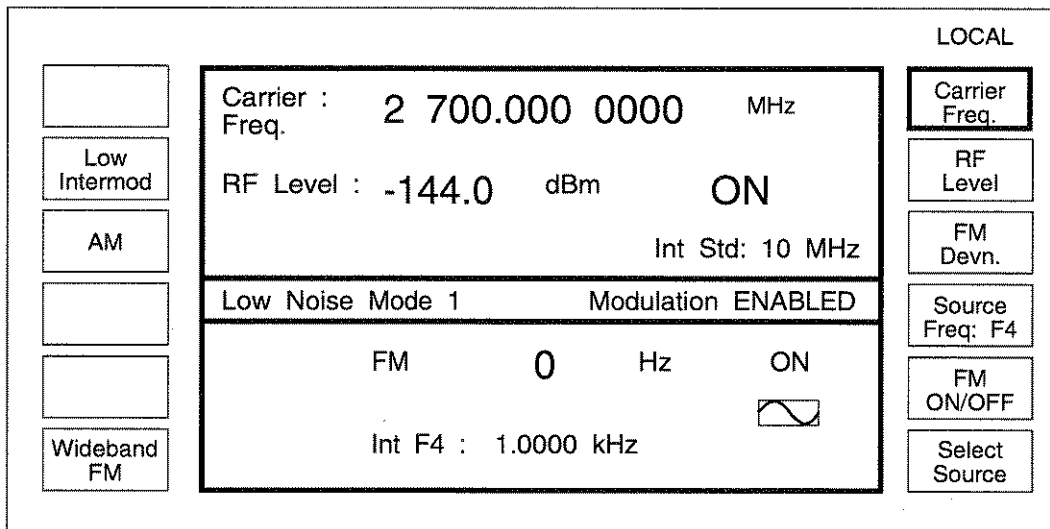 LOCAL
Low
Intermod
AM
Wideband
FM
Carrier :
Freq.
2 700.000 0000 MHz
RF Level : -144.0 dBm ON
Int Std: 10 MHz
Low Noise Mode 1 Modulation ENABLED
FM 0 Hz ON
Int F4 : 1.0000 kHz
Carrier
Freq.
RF
Level
FM
Devn.
Source
Freq: F4
FM
ON/OFF
Select
Source